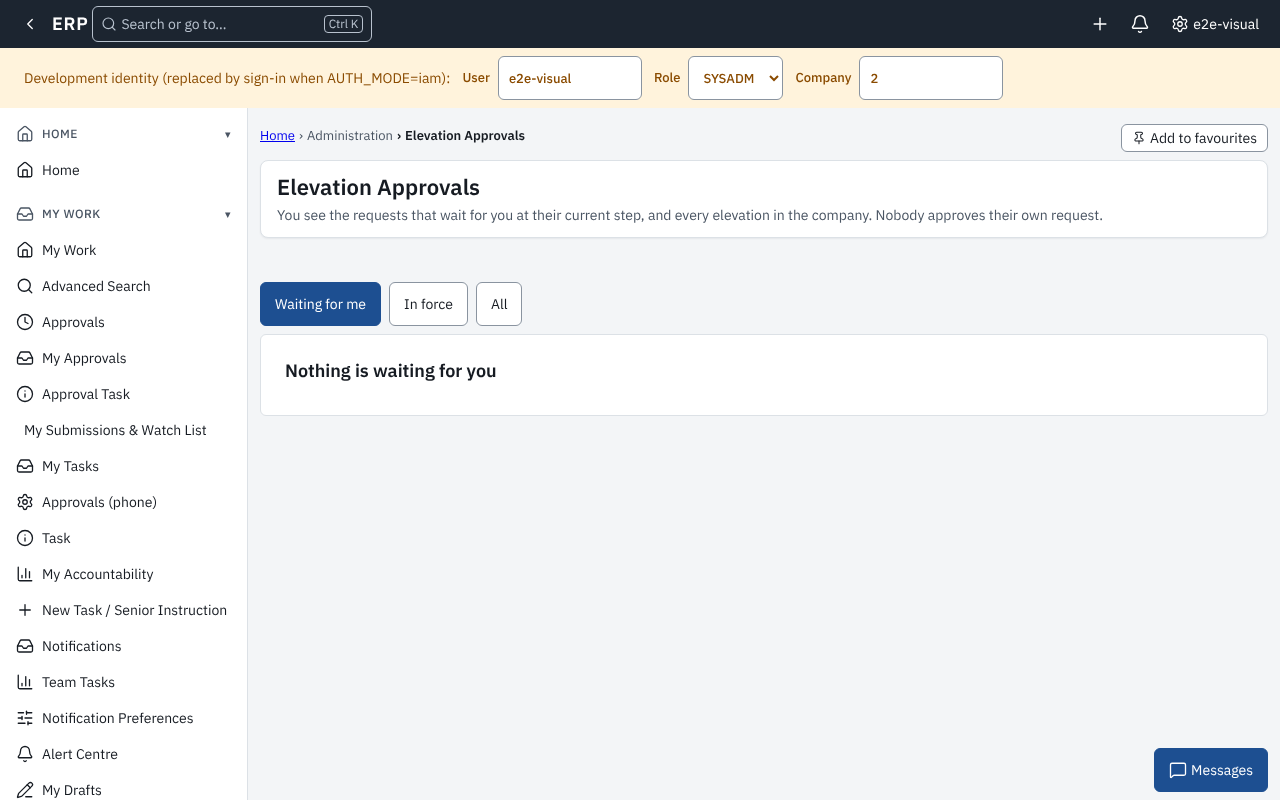 ERP
Search or go to...
Ctrl K
e2e-visual
Development identity (replaced by sign-in when AUTH_MODE=iam): User e2e-visual Role SYSADM Company 2
HOME
Home
MY WORK
My Work
Advanced Search
Approvals
My Approvals
Approval Task
My Submissions & Watch List
My Tasks
Approvals (phone)
Task
My Accountability
New Task / Senior Instruction
Notifications
Team Tasks
Notification Preferences
Alert Centre
My Drafts
Home › Administration › Elevation Approvals
Add to favourites
Elevation Approvals
You see the requests that wait for you at their current step, and every elevation in the company. Nobody approves their own request.
Waiting for me
In force
All
Nothing is waiting for you
Messages